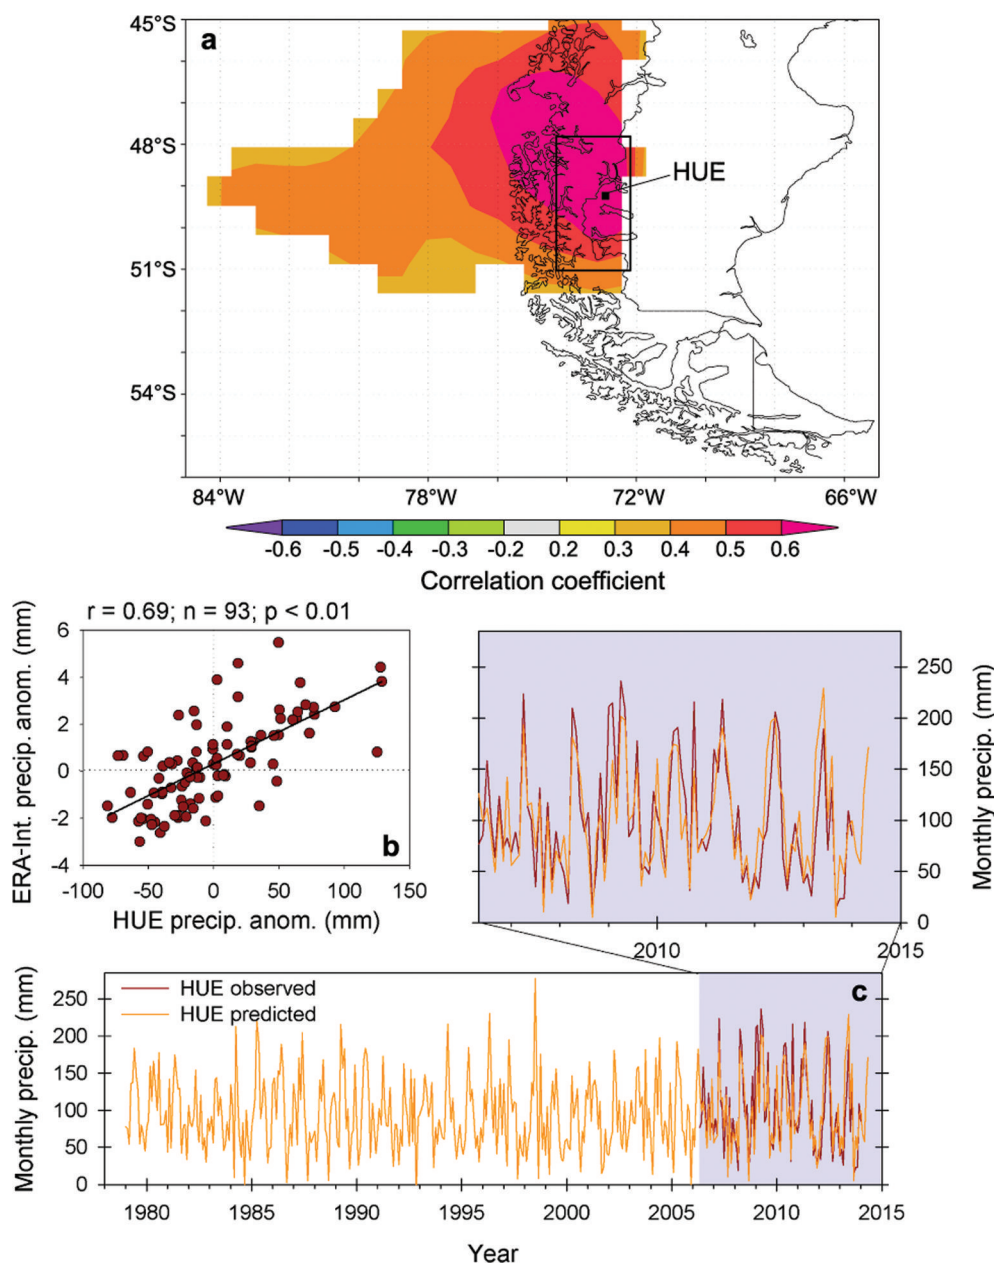 45°S
a
48°S
HUE
51°S
54°S
84°W 78°W 72°W 66°W
-0.6 -0.5 -0.4 -0.3 -0.2 0.2 0.3 0.4 0.5 0.6
Correlation coefficient
r = 0.69; n = 93; p < 0.01
ERA-Int. precip. anom. (mm)
6
4
2
0
-2
-4
b
-100 -50 0 50 100 150
HUE precip. anom. (mm)
250
200
150
100
50
0
Monthly precip. (mm)
2010 2015
Monthly precip. (mm)
250
200
150
100
50
0
HUE observed
HUE predicted
c
1980 1985 1990 1995 2000 2005 2010 2015
Year